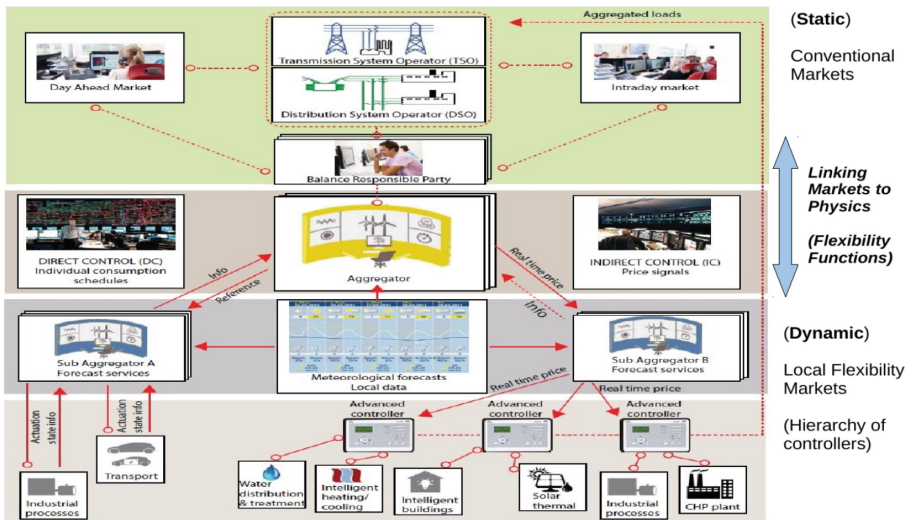 Aggregated loads
(Static)
Conventional
Markets
Transmission System Operator (TSO)
Day Ahead Market
Intraday market
Distribution System Operator (DSO)
Balance Responsible Party
Linking
Markets to
Physics
(Flexibility
Functions)
DIRECT CONTROL (DC)
Individual consumption
schedules
Info
Reference
Aggregator
Real time price
Info
INDIRECT CONTROL (IC)
Price signals
Sub Aggregator A
Forecast services
Meteorological forecasts
Local data
Sub Aggregator B
Forecast services
(Dynamic)
Local Flexibility
Markets
(Hierarchy of
controllers)
Real time price
Real time price
Actuation
state info
Actuation
state info
Advanced
controller
Advanced
controller
Advanced
controller
Transport
Industrial
processes
Water
distribution
& treatment
Intelligent
heating/
cooling
Intelligent
buildings
Solar
thermal
Industrial
processes
CHP plant